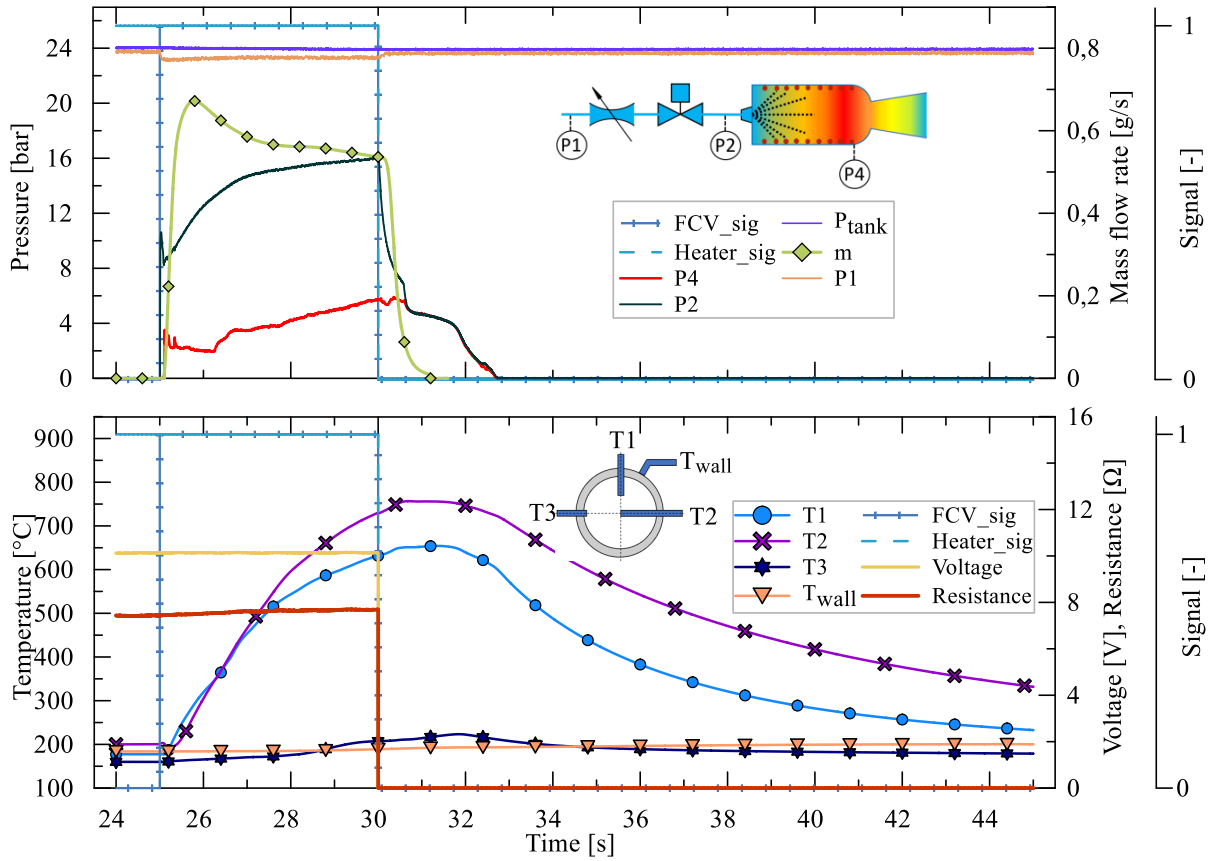 24
20
16
12
8
4
0
Pressure [bar]
0,8
0,6
0,4
0,2
0
Mass flow rate [g/s]
1
0
Signal [-]
P1
P2
P4
FCV_sig
Heater_sig
P4
P2
P_tank
m
P1
900
800
700
600
500
400
300
200
100
Temperature [°C]
16
12
8
4
0
Voltage [V], Resistance [Ω]
1
0
Signal [-]
T1
T_wall
T3
T2
T1
T2
T3
T_wall
FCV_sig
Heater_sig
Voltage
Resistance
24 26 28 30 32 34 36 38 40 42 44
Time [s]